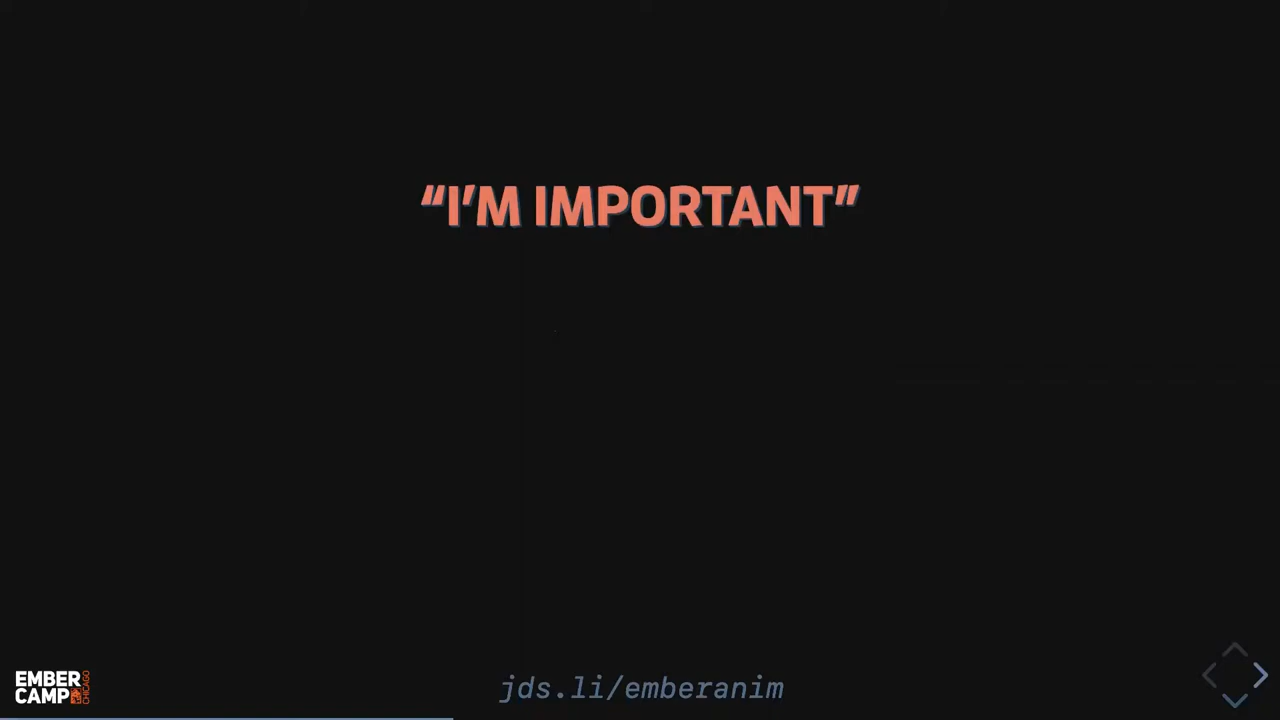 “I’M IMPORTANT”
EMBER
CAMP
CHICAGO
jds.li/emberanim